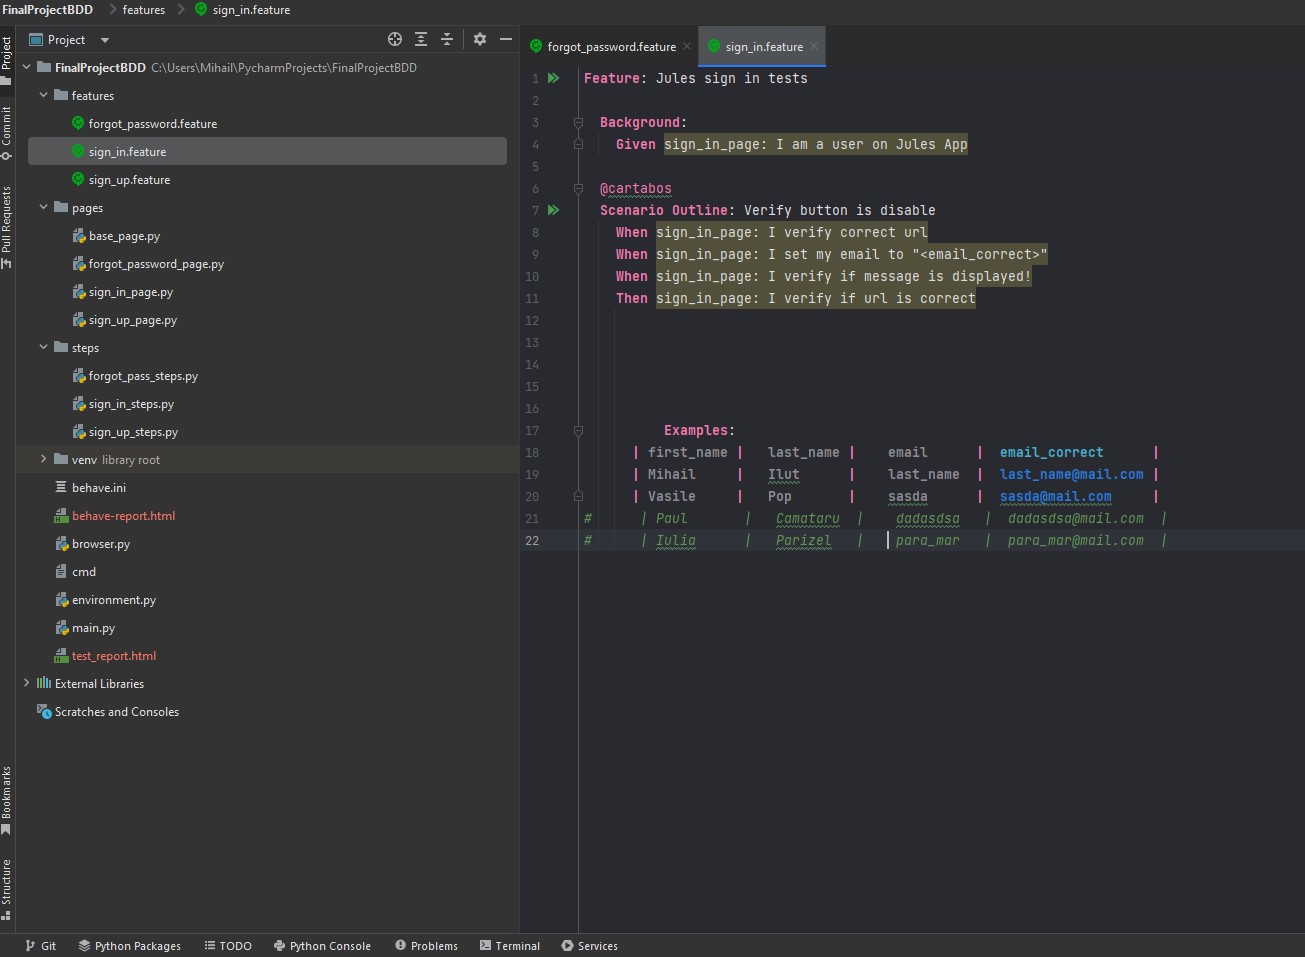 FinalProjectBDD features sign_in.feature
Project
Commit
Pull Requests
Bookmarks
Structure
Project
FinalProjectBDD C:\Users\Mihail\PycharmProjects\FinalProjectBDD
features
forgot_password.feature
sign_in.feature
sign_up.feature
pages
base_page.py
forgot_password_page.py
sign_in_page.py
sign_up_page.py
steps
forgot_pass_steps.py
sign_in_steps.py
sign_up_steps.py
venv library root
behave.ini
behave-report.html
browser.py
cmd
environment.py
main.py
test_report.html
External Libraries
Scratches and Consoles
forgot_password.feature sign_in.feature
1 Feature: Jules sign in tests
2
3 Background:
4 Given sign_in_page: I am a user on Jules App
5
6 @cartabos
7 Scenario Outline: Verify button is disable
8 When sign_in_page: I verify correct url
9 When sign_in_page: I set my email to "<email_correct>"
10 When sign_in_page: I verify if message is displayed!
11 Then sign_in_page: I verify if url is correct
12
13
14
15
16
17 Examples:
18 | first_name | last_name | email | email_correct |
19 | Mihail | Ilut | last_name | last_name@mail.com |
20 | Vasile | Pop | sasda | sasda@mail.com |
21 # | Paul | Camataru | dadasdsa | dadasdsa@mail.com |
22 # | Iulia | Parizel | para_mar | para_mar@mail.com |
Git Python Packages TODO Python Console Problems Terminal Services